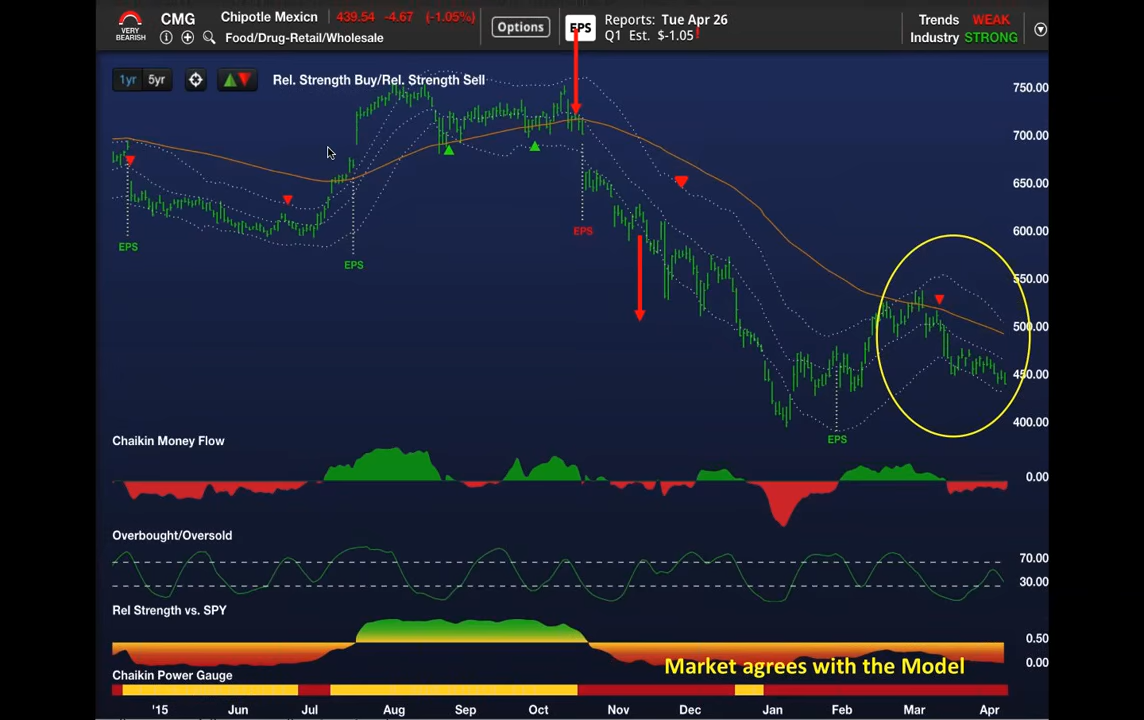 VERY
BEARISH
CMG Chipotle Mexican 439.54 -4.67 (-1.05%)
Food/Drug-Retail/Wholesale
Options
EPS
Reports: Tue Apr 26
Q1 Est. $-1.05
Trends WEAK
Industry STRONG
1yr 5yr
Rel. Strength Buy/Rel. Strength Sell
750.00
700.00
650.00
600.00
550.00
500.00
450.00
400.00
EPS
EPS
EPS
EPS
Chaikin Money Flow
0.00
Overbought/Oversold
70.00
30.00
Rel Strength vs. SPY
0.50
0.00
Market agrees with the Model
Chaikin Power Gauge
'15 Jun Jul Aug Sep Oct Nov Dec Jan Feb Mar Apr